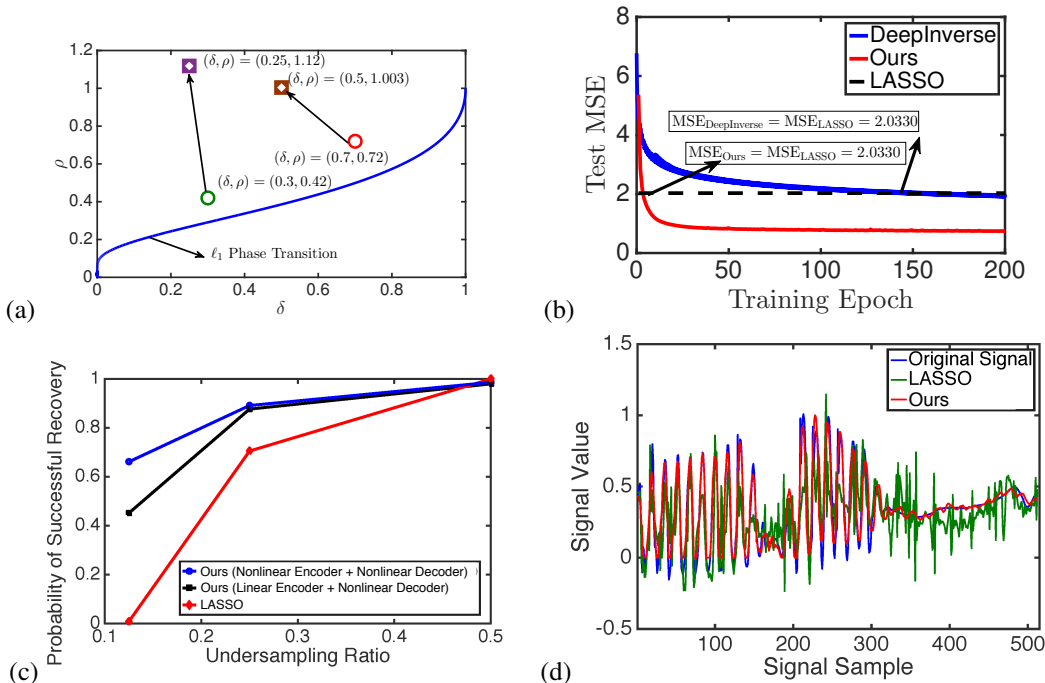 1.2
1
0.8
0.6
0.4
0.2
0
ρ
0
0.2
0.4
0.6
0.8
1
δ
(δ, ρ) = (0.25, 1.12)
(δ, ρ) = (0.5, 1.003)
(δ, ρ) = (0.7, 0.72)
(δ, ρ) = (0.3, 0.42)
ℓ1 Phase Transition
(a)
8
6
4
2
0
Test MSE
0
50
100
150
200
Training Epoch
DeepInverse
Ours
LASSO
MSE_DeepInverse = MSE_LASSO = 2.0330
MSE_Ours = MSE_LASSO = 2.0330
(b)
1
0.8
0.6
0.4
0.2
0
Probability of Successful Recovery
0.1
0.2
0.3
0.4
0.5
Undersampling Ratio
Ours (Nonlinear Encoder + Nonlinear Decoder)
Ours (Linear Encoder + Nonlinear Decoder)
LASSO
(c)
1.5
1
0.5
0
-0.5
Signal Value
100
200
300
400
500
Signal Sample
Original Signal
LASSO
Ours
(d)